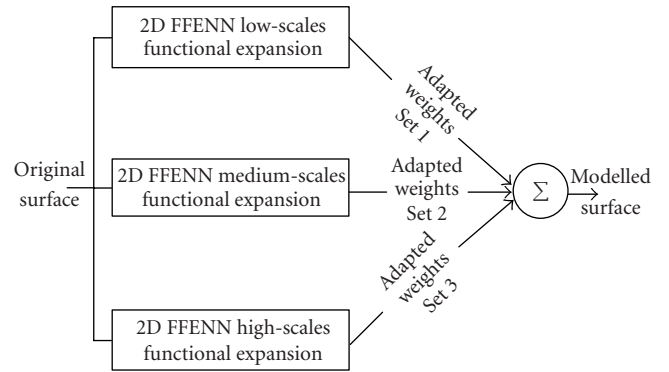 2D FFENN low-scales
functional expansion
Adapted
weights
Set 1
Original
surface
2D FFENN medium-scales
functional expansion
Adapted
weights
Set 2
Σ
Modelled
surface
2D FFENN high-scales
functional expansion
Adapted
weights
Set 3